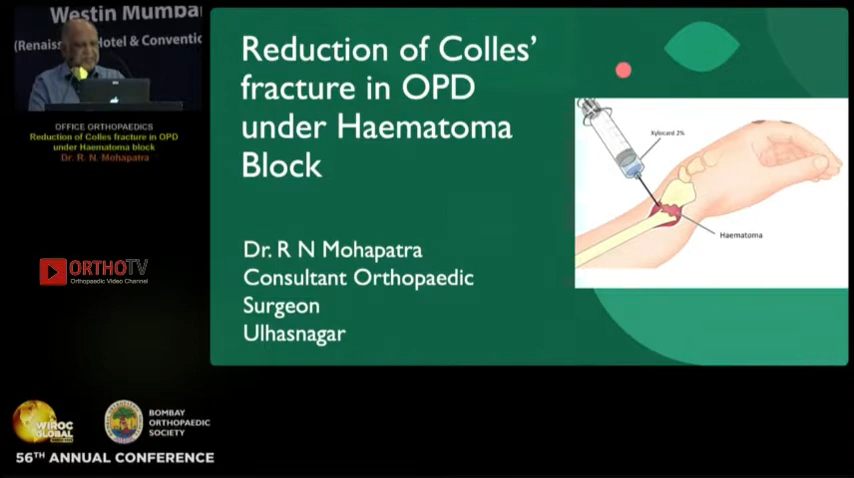 Westin Mumbai
(Renaiss Hotel & Conventio
OFFICE ORTHOPAEDICS
Reduction of Colles fracture in OPD
under Haematoma block
Dr. R. N. Mohapatra
ORTHOTV
Orthopaedic Video Channel
Reduction of Colles’
fracture in OPD
under Haematoma
Block
Dr. R N Mohapatra
Consultant Orthopaedic
Surgeon
Ulhasnagar
Xylocard 2%
Haematoma
WIROC
GLOBAL
BOMBAY
ORTHOPAEDIC
SOCIETY
56TH ANNUAL CONFERENCE